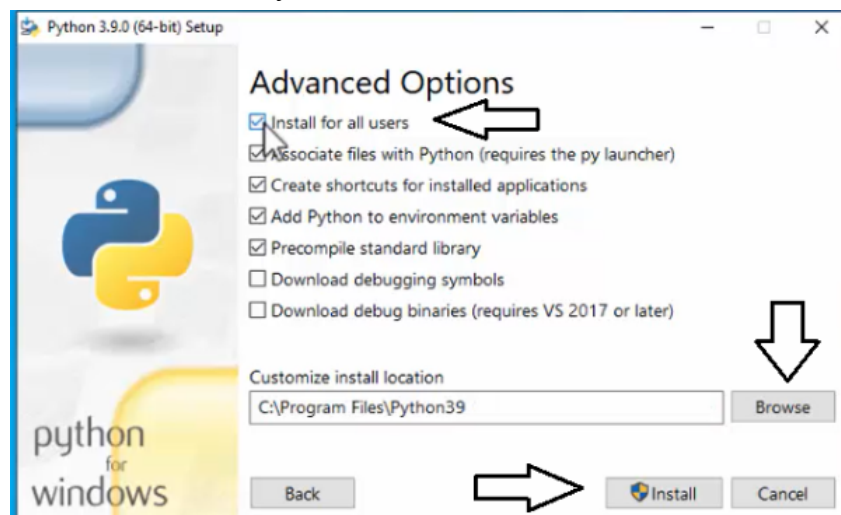 Python 3.9.0 (64-bit) Setup
Advanced Options
Install for all users
Associate files with Python (requires the py launcher)
Create shortcuts for installed applications
Add Python to environment variables
Precompile standard library
Download debugging symbols
Download debug binaries (requires VS 2017 or later)
Customize install location
C:\Program Files\Python39
Browse
python
for
windows
Back
Install
Cancel